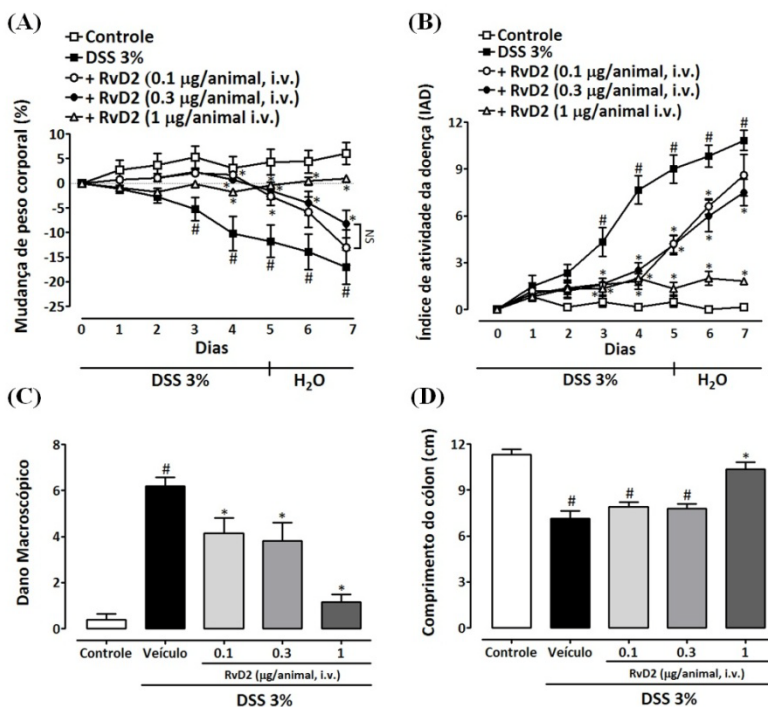 (A)
Controle
DSS 3%
+ RvD2 (0.1 µg/animal, i.v.)
+ RvD2 (0.3 µg/animal, i.v.)
+ RvD2 (1 µg/animal i.v.)
Mudança de peso corporal (%)
10
5
0
-5
-10
-15
-20
-25
* * * * * * * * * *
# # # # #
NS
0 1 2 3 4 5 6 7
Dias
DSS 3% H2O
(B)
Controle
DSS 3%
+ RvD2 (0.1 µg/animal, i.v.)
+ RvD2 (0.3 µg/animal, i.v.)
+ RvD2 (1 µg/animal i.v.)
Índice de atividade da doença (IAD)
12
9
6
3
0
# # # # #
* * * * * * * * * * *
0 1 2 3 4 5 6 7
Dias
DSS 3% H2O
(C)
Dano Macroscópico
8
6
4
2
0
# * * *
Controle Veículo 0.1 0.3 1
RvD2 (µg/animal, i.v.)
DSS 3%
(D)
Comprimento do cólon (cm)
12
9
6
3
0
# # # *
Controle Veículo 0.1 0.3 1
RvD2 (µg/animal, i.v.)
DSS 3%